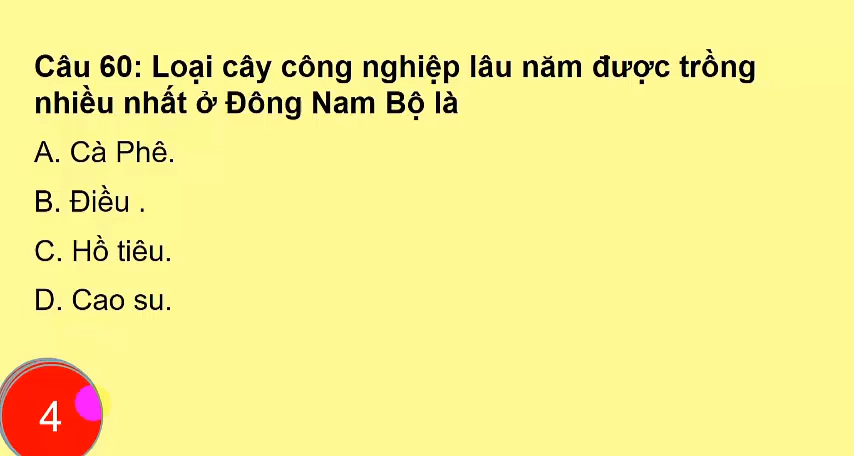 Câu 60: Loại cây công nghiệp lâu năm được trồng
nhiều nhất ở Đông Nam Bộ là
A. Cà Phê.
B. Điều .
C. Hồ tiêu.
D. Cao su.
4